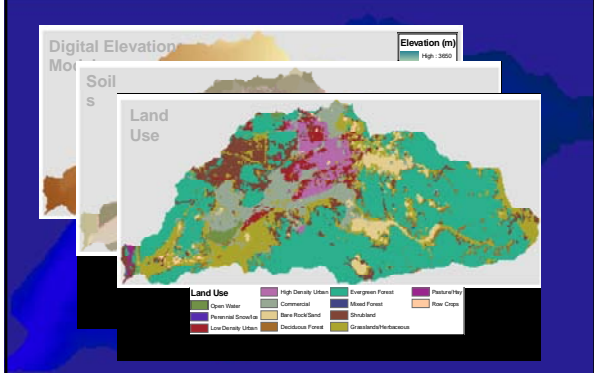 Digital Elevation
Elevation (m)
High : 3650
Soil
s
Land
Use
Land Use
Open Water
Perennial Snow/Ice
Low Density Urban
High Density Urban
Commercial
Bare Rock/Sand
Deciduous Forest
Evergreen Forest
Mixed Forest
Shrubland
Grasslands/Herbaceous
Pasture/Hay
Row Crops